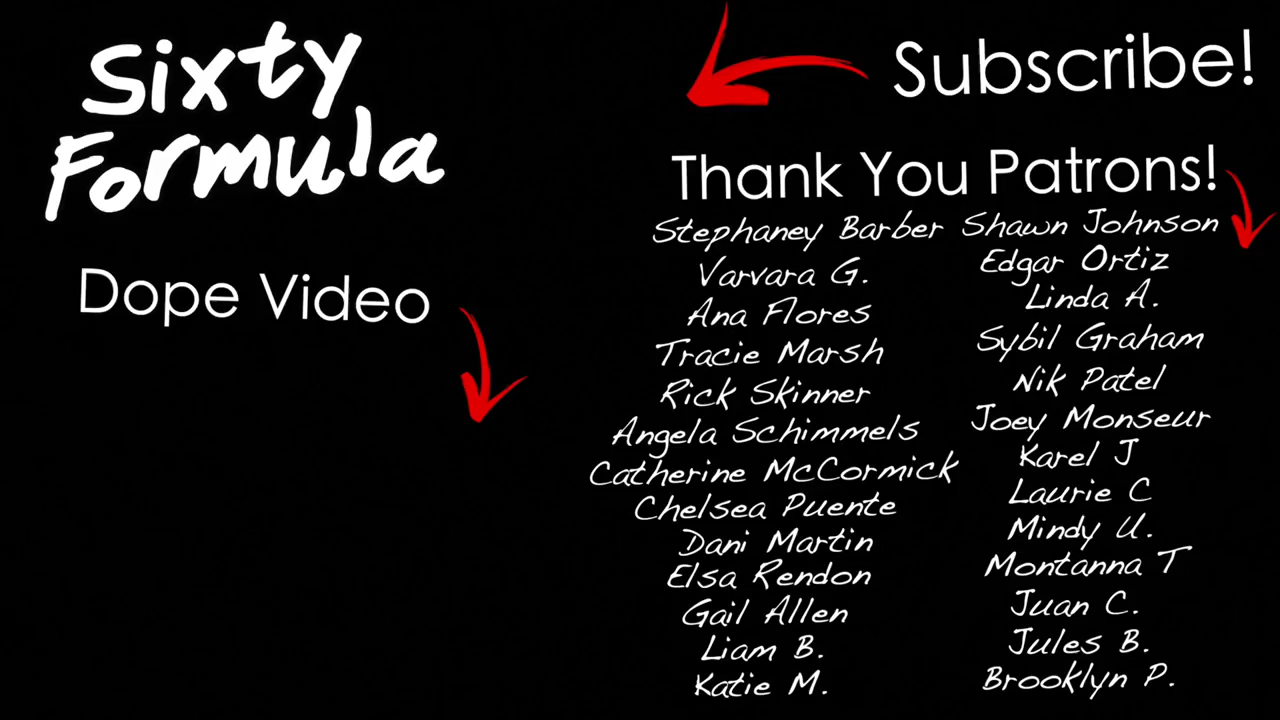 Sixty
Formula
Dope Video
Subscribe!
Thank You Patrons!
Stephaney Barber
Varvara G.
Ana Flores
Tracie Marsh
Rick Skinner
Angela Schimmels
Catherine McCormick
Chelsea Puente
Dani Martin
Elsa Rendon
Gail Allen
Liam B.
Katie M.
Shawn Johnson
Edgar Ortiz
Linda A.
Sybil Graham
Nik Patel
Joey Monseur
Karel J
Laurie C
Mindy U.
Montanna T
Juan C.
Jules B.
Brooklyn P.